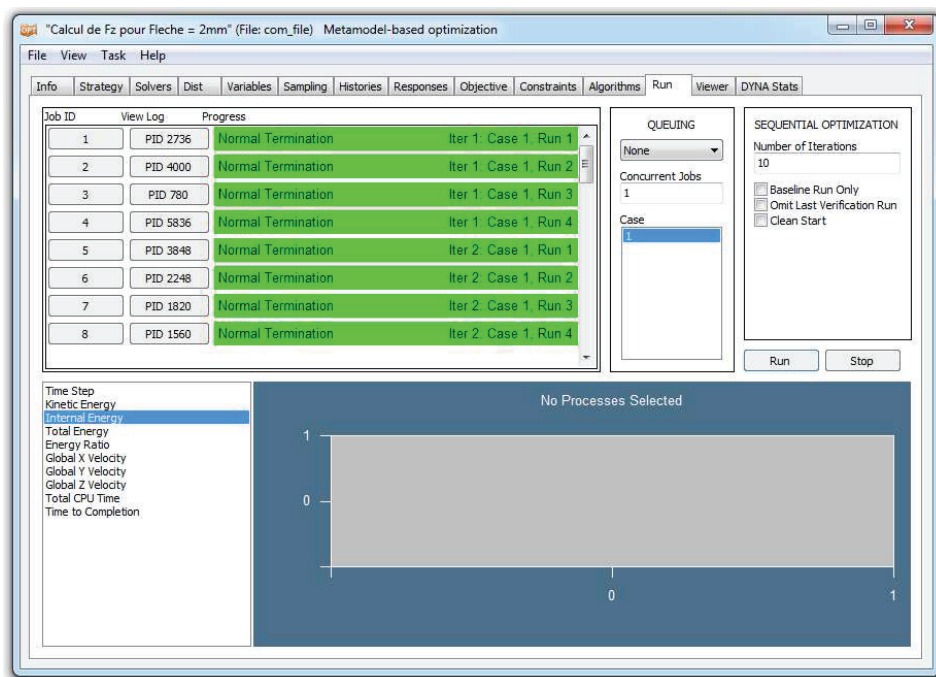 "Calcul de Fz pour Fleche = 2mm" (File: com_file) Metamodel-based optimization
File View Task Help
Info Strategy Solvers Dist Variables Sampling Histories Responses Objective Constraints Algorithms Run Viewer DYNA Stats
Job ID View Log Progress
1 PID 2736 Normal Termination Iter 1: Case 1, Run 1
2 PID 4000 Normal Termination Iter 1: Case 1, Run 2
3 PID 780 Normal Termination Iter 1: Case 1, Run 3
4 PID 5836 Normal Termination Iter 1: Case 1, Run 4
5 PID 3848 Normal Termination Iter 2: Case 1, Run 1
6 PID 2248 Normal Termination Iter 2: Case 1, Run 2
7 PID 1820 Normal Termination Iter 2: Case 1, Run 3
8 PID 1560 Normal Termination Iter 2: Case 1, Run 4
QUEUING
None
Concurrent Jobs
1
Case
1
SEQUENTIAL OPTIMIZATION
Number of Iterations
10
Baseline Run Only
Omit Last Verification Run
Clean Start
Run Stop
Time Step
Kinetic Energy
Internal Energy
Total Energy
Energy Ratio
Global X Velocity
Global Y Velocity
Global Z Velocity
Total CPU Time
Time to Completion
No Processes Selected
1
0
0 1